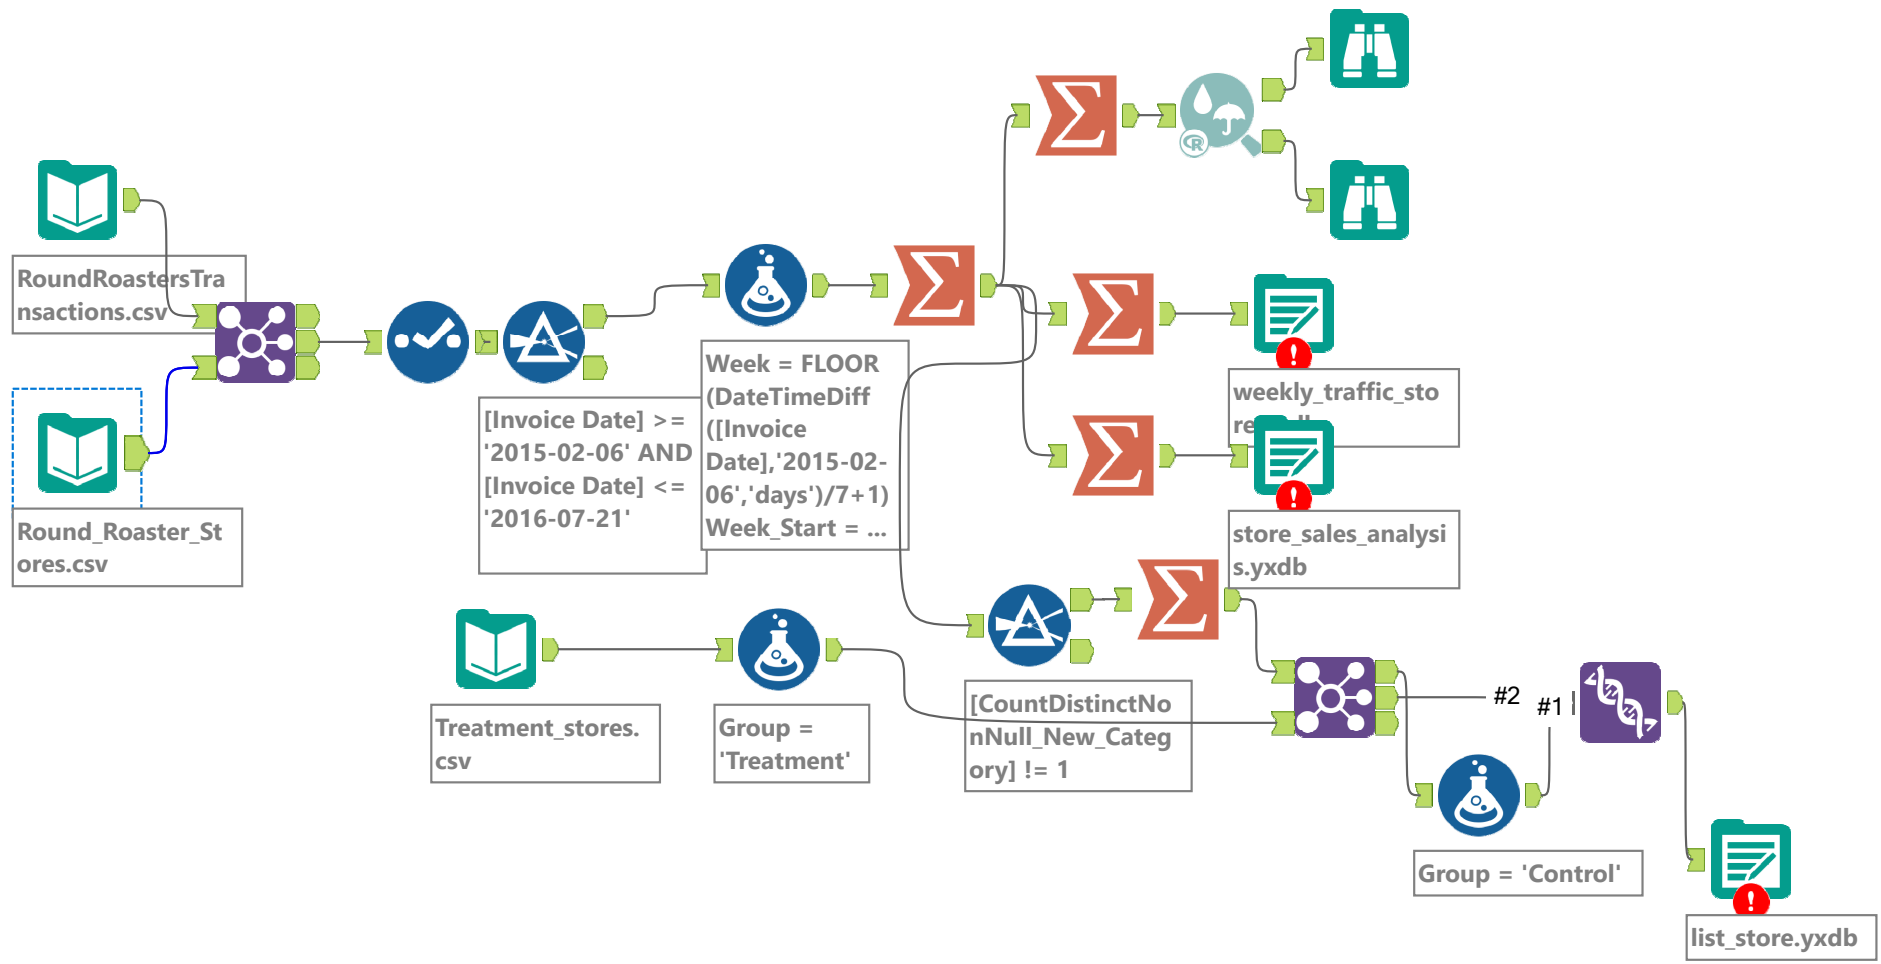 RoundRoastersTra
nsactions.csv
Round_Roaster_St
ores.csv
[Invoice Date] >=
'2015-02-06' AND
[Invoice Date] <=
'2016-07-21'
Week = FLOOR
(DateTimeDiff
([Invoice
Date],'2015-02-
06','days')/7+1)
Week_Start = ...
R
!
weekly_traffic_sto
!
store_sales_analysi
s.yxdb
Treatment_stores.
csv
Group =
'Treatment'
[CountDistinctNo
nNull_New_Categ
ory] != 1
#2
#1
Group = 'Control'
!
list_store.yxdb